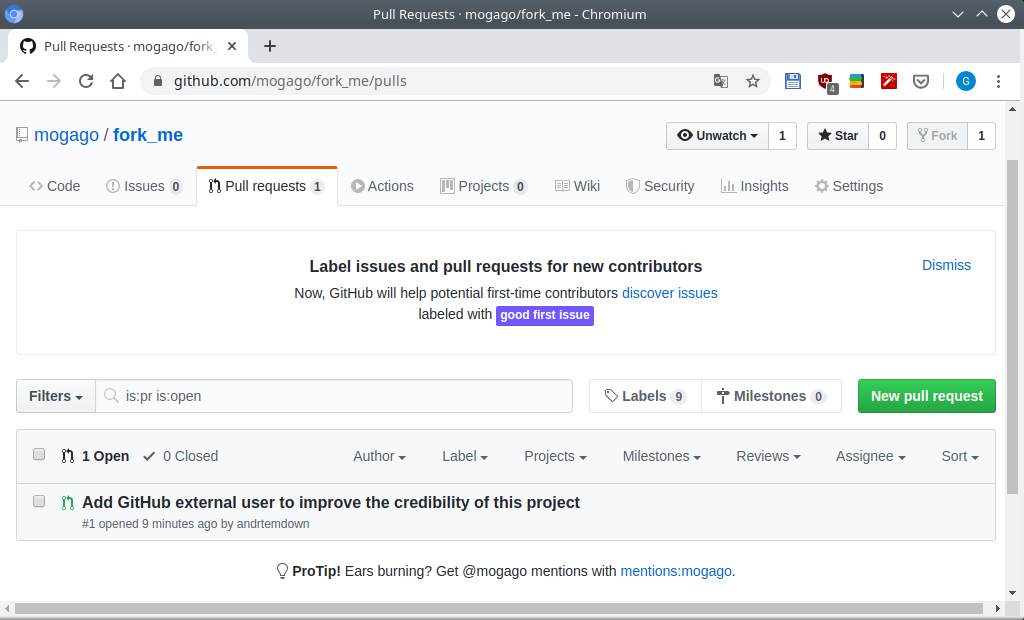 Pull Requests · mogago/fork_me - Chromium
Pull Requests · mogago/fork_
github.com/mogago/fork_me/pulls
4
G
mogago / fork_me
Unwatch 1
Star 0
Fork 1
Code
Issues 0
Pull requests 1
Actions
Projects 0
Wiki
Security
Insights
Settings
Label issues and pull requests for new contributors
Dismiss
Now, GitHub will help potential first-time contributors discover issues
labeled with good first issue
Filters
is:pr is:open
Labels 9
Milestones 0
New pull request
1 Open
0 Closed
Author
Label
Projects
Milestones
Reviews
Assignee
Sort
Add GitHub external user to improve the credibility of this project
#1 opened 9 minutes ago by andrtemdown
ProTip! Ears burning? Get @mogago mentions with mentions:mogago.